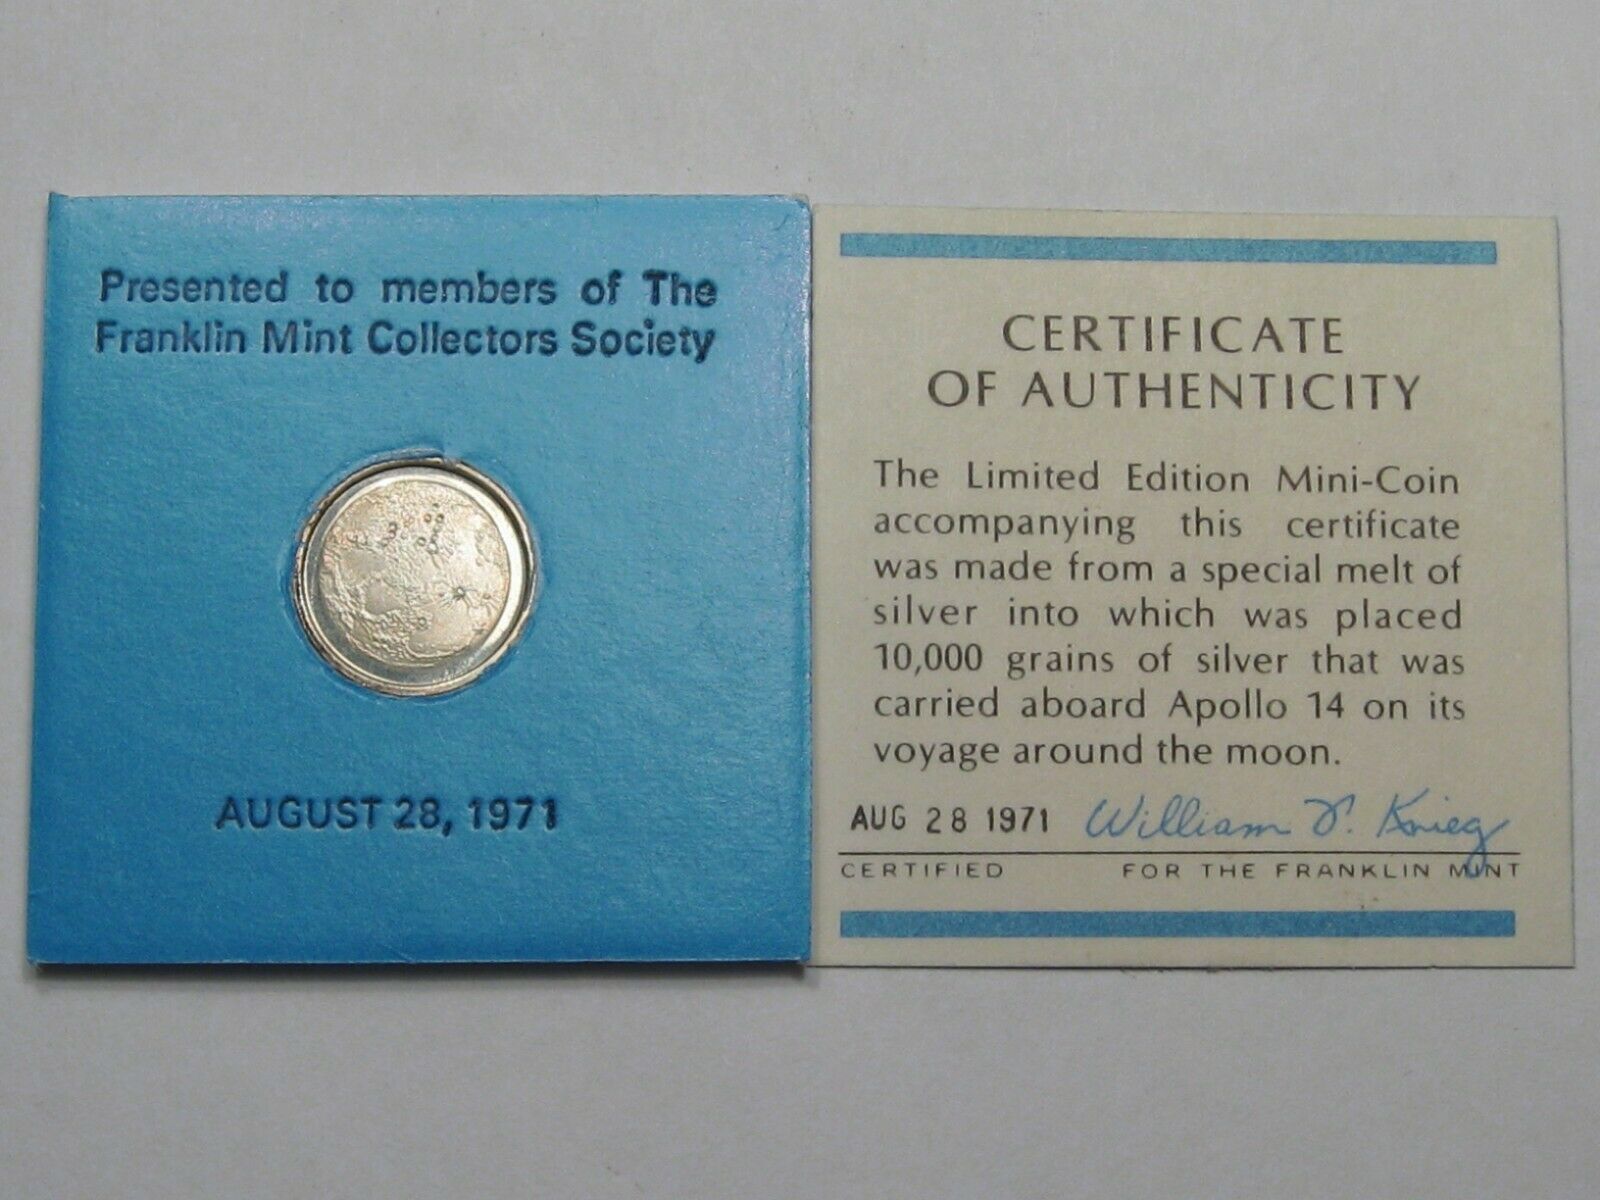 Presented to members of The
Franklin Mint Collectors Society
AUGUST 28, 1971
CERTIFICATE
OF AUTHENTICITY
The Limited Edition Mini-Coin
accompanying this certificate
was made from a special melt of
silver into which was placed
10,000 grains of silver that was
carried aboard Apollo 14 on its
voyage around the moon.
AUG 28 1971 William T. Krieg
CERTIFIED FOR THE FRANKLIN MINT